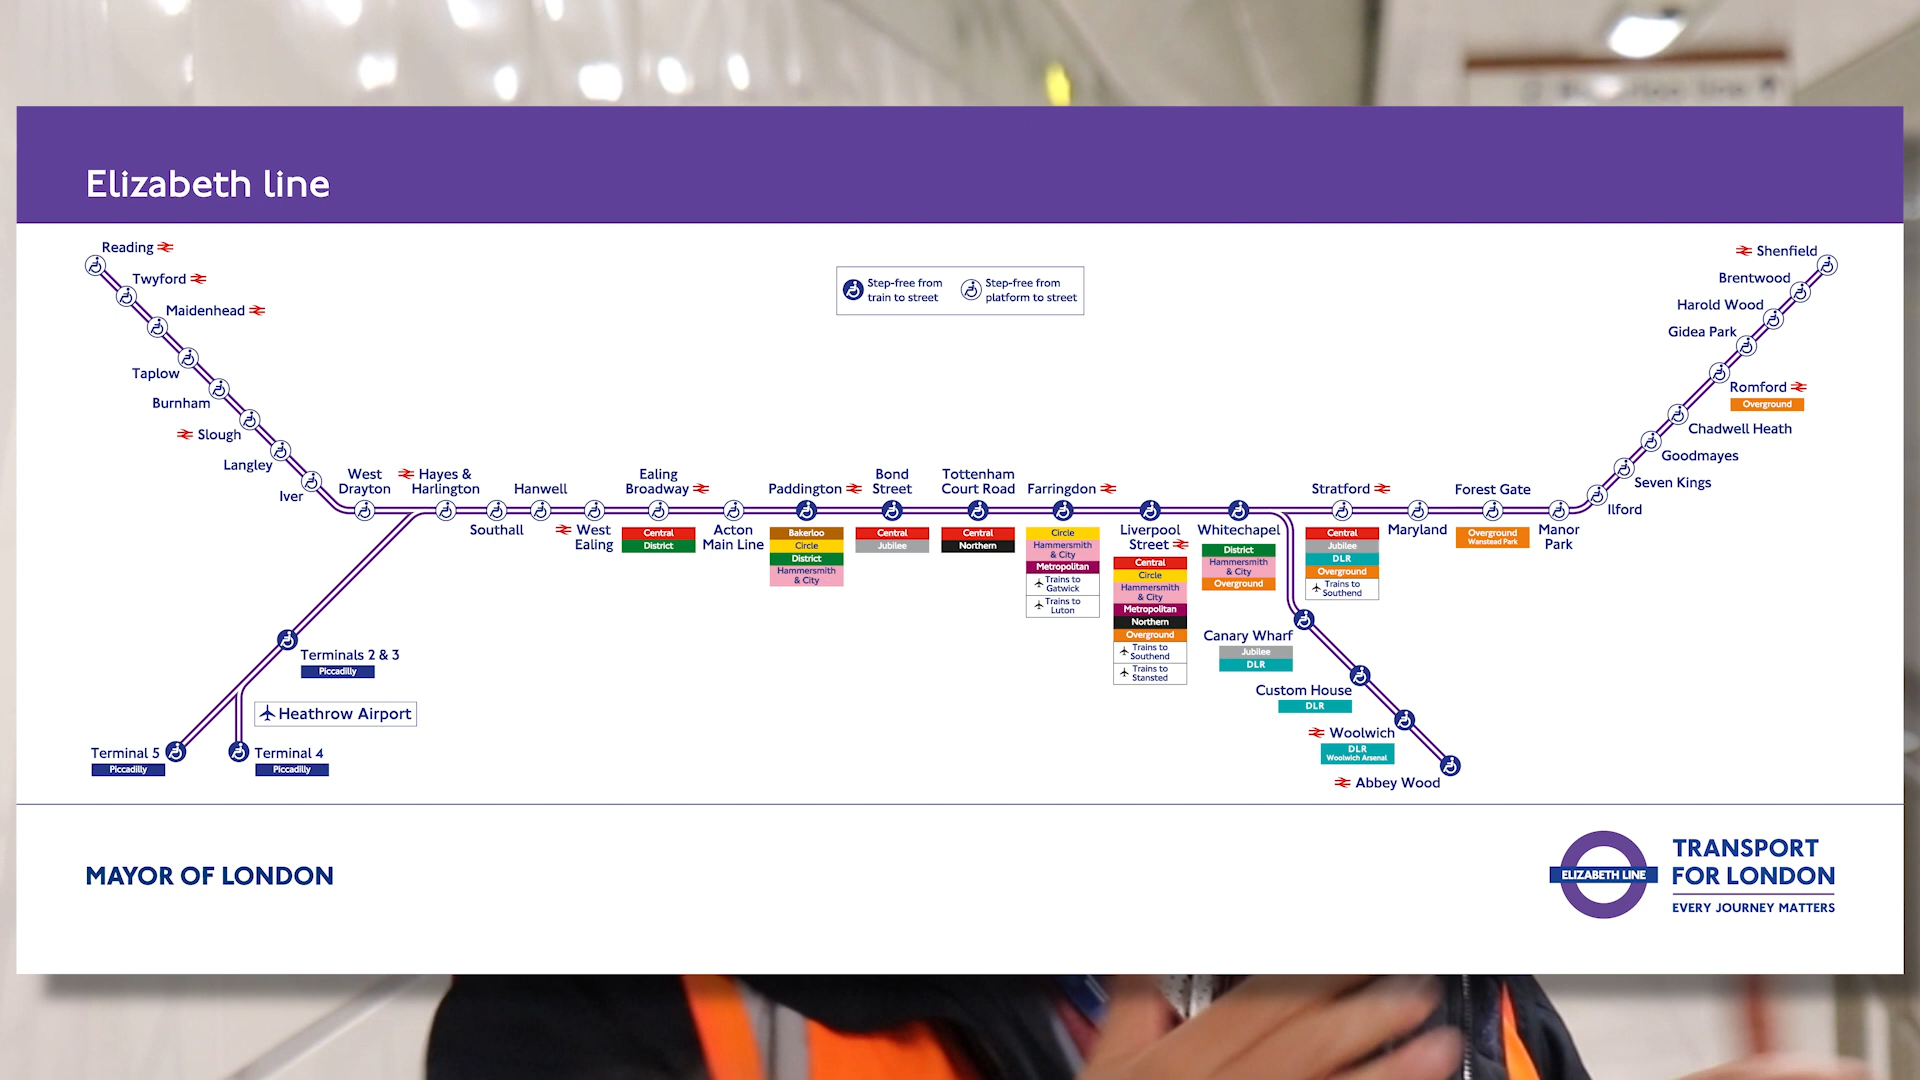 Elizabeth line
Reading
Twyford
Maidenhead
Taplow
Burnham
Slough
Langley
Iver
West
Drayton
Hayes &
Harlington
Southall
Hanwell
West
Ealing
Ealing
Broadway
Central
District
Acton
Main Line
Paddington
Bakerloo
Circle
District
Hammersmith
& City
Bond
Street
Central
Jubilee
Tottenham
Court Road
Central
Northern
Farringdon
Circle
Hammersmith
& City
Metropolitan
Trains to
Gatwick
Trains to
Luton
Liverpool
Street
Central
Circle
Hammersmith
& City
Metropolitan
Northern
Overground
Trains to
Southend
Trains to
Stansted
Whitechapel
District
Hammersmith
& City
Overground
Stratford
Central
Jubilee
DLR
Overground
Trains to
Southend
Maryland
Forest Gate
Overground
Wanstead Park
Manor
Park
Ilford
Seven Kings
Goodmayes
Chadwell Heath
Romford
Overground
Gidea Park
Harold Wood
Brentwood
Shenfield
Step-free from
train to street
Step-free from
platform to street
Canary Wharf
Jubilee
DLR
Custom House
DLR
Woolwich
DLR
Woolwich Arsenal
Abbey Wood
Terminals 2 & 3
Piccadilly
Heathrow Airport
Terminal 5
Piccadilly
Terminal 4
Piccadilly
MAYOR OF LONDON
ELIZABETH LINE
TRANSPORT
FOR LONDON
EVERY JOURNEY MATTERS